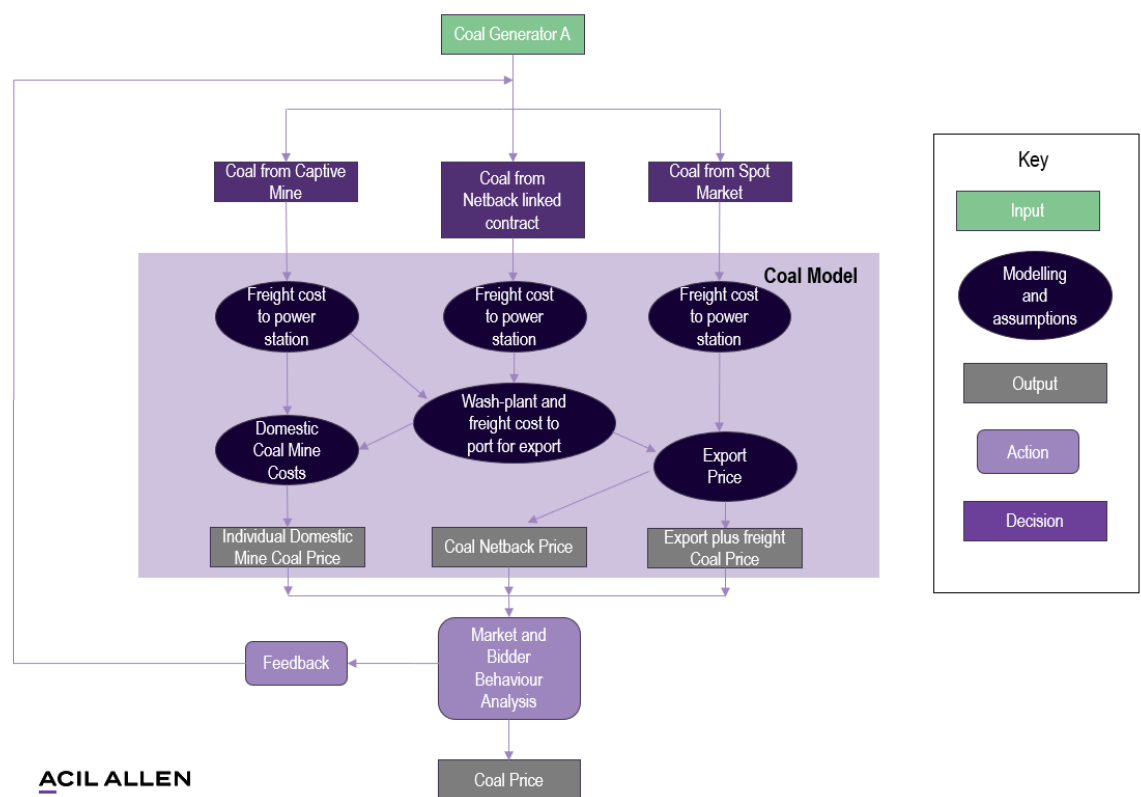 Coal Generator A
Coal from Captive
Mine
Coal from
Netback linked
contract
Coal from Spot
Market
Coal Model
Freight cost
to power
station
Freight cost
to power
station
Freight cost
to power
station
Wash-plant and
freight cost to
port for export
Domestic
Coal Mine
Costs
Export
Price
Individual Domestic
Mine Coal Price
Coal Netback Price
Export plus freight
Coal Price
Market and
Bidder
Behaviour
Analysis
Feedback
Coal Price
ACIL ALLEN
Key
Input
Modelling
and
assumptions
Output
Action
Decision